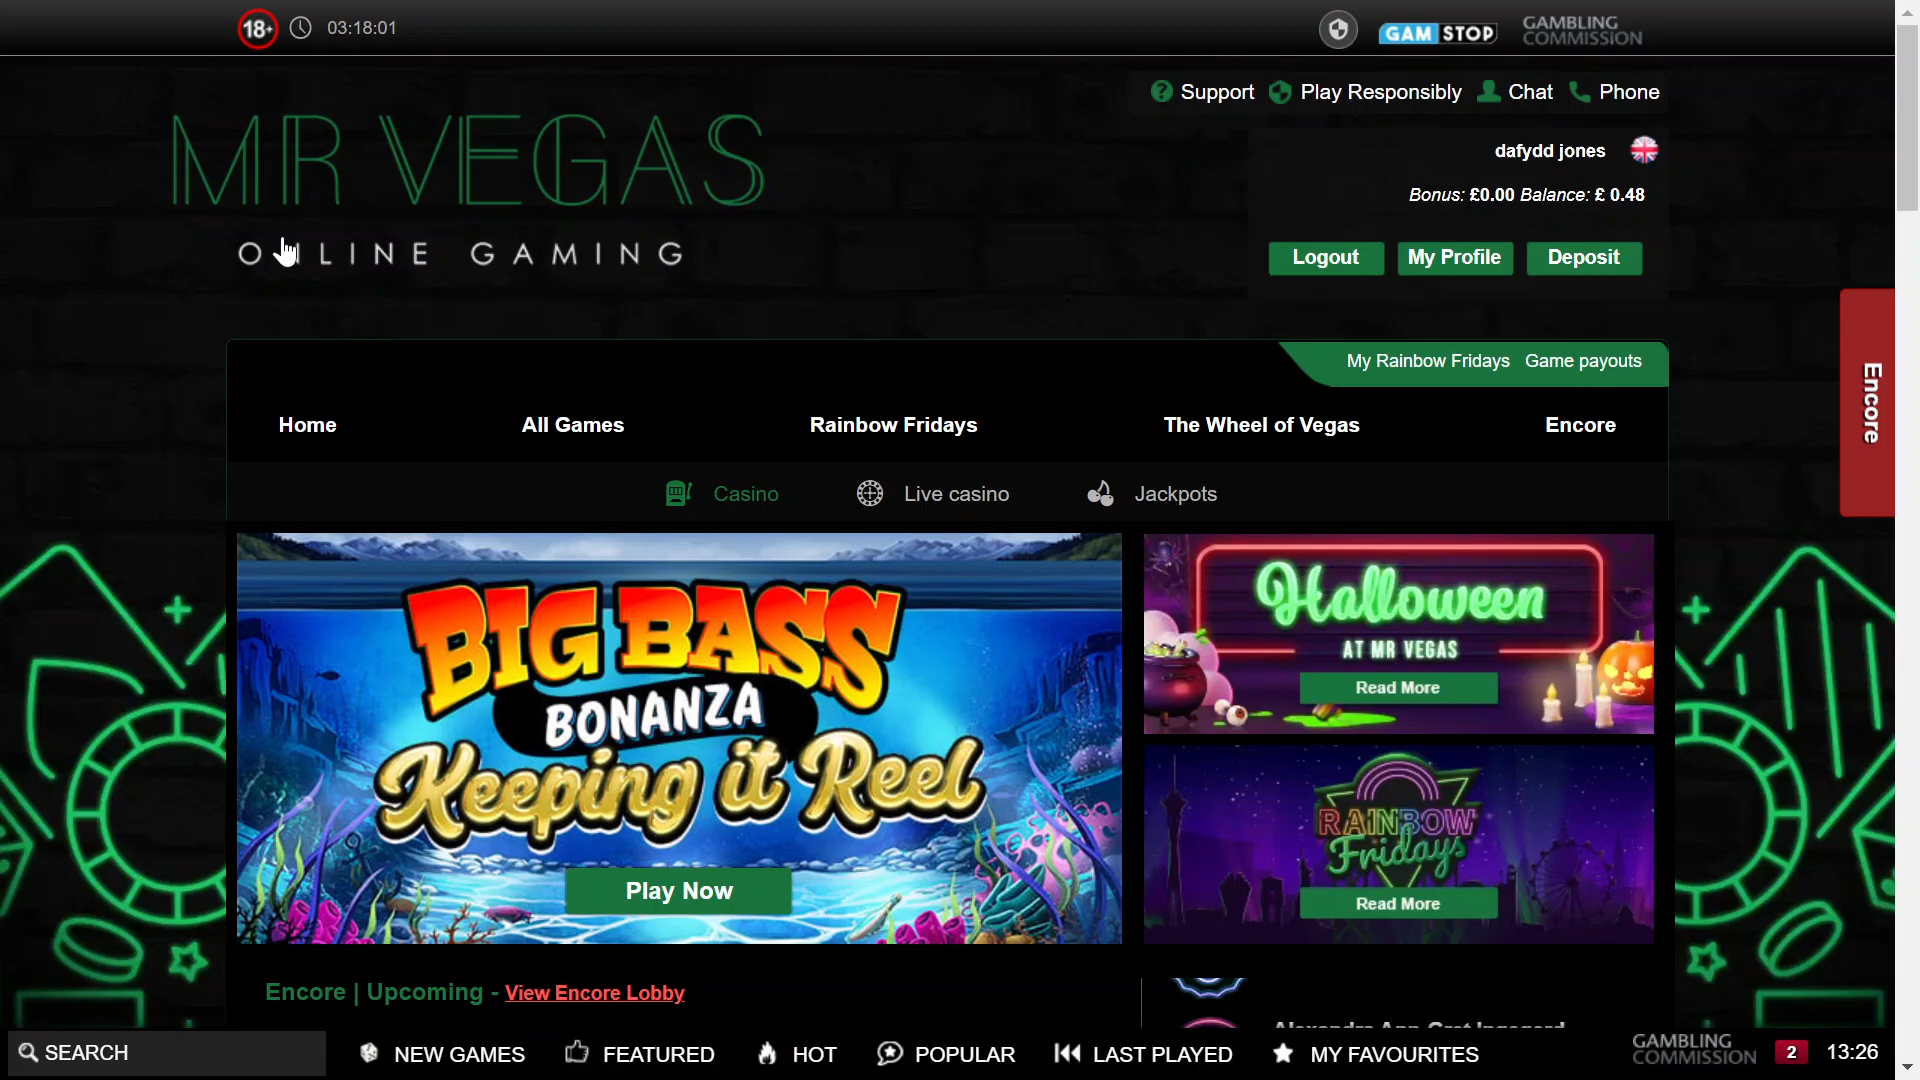 18+ 03:18:01 GAMSTOP GAMBLING COMMISSION
Support Play Responsibly Chat Phone
MR VEGAS
ONLINE GAMING
dafydd jones
Bonus: £0.00 Balance: £ 0.48
Logout My Profile Deposit
My Rainbow Fridays Game payouts
Encore
Home All Games Rainbow Fridays The Wheel of Vegas Encore
Casino Live casino Jackpots
BIG BASS
BONANZA
Keeping it Reel
Play Now
Halloween
AT MR VEGAS
Read More
RAINBOW
Fridays
Read More
Encore | Upcoming - View Encore Lobby
SEARCH NEW GAMES FEATURED HOT POPULAR LAST PLAYED MY FAVOURITES GAMBLING COMMISSION 2 13:26